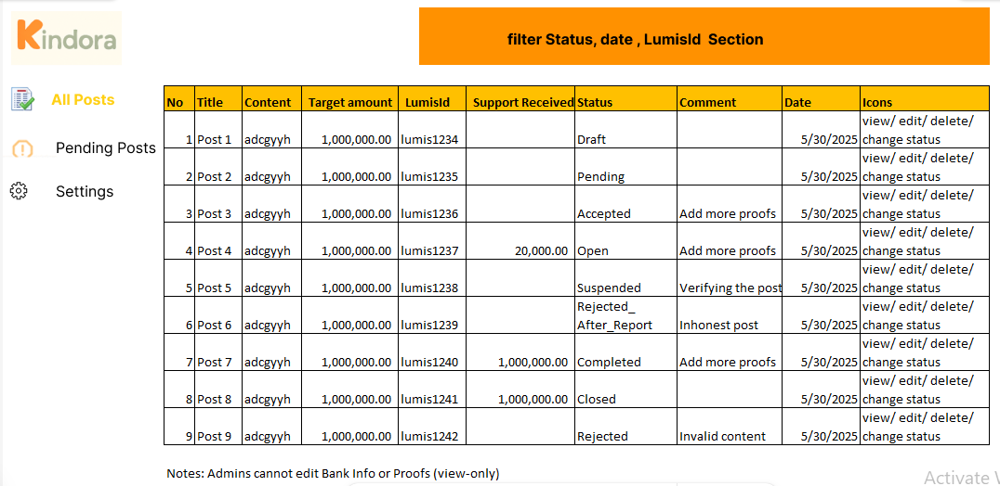 Kindora
filter Status, date , LumisId Section
All Posts
Pending Posts
Settings
No Title Content Target amount LumisId Support Received Status Comment Date Icons
1 Post 1 adcgyyh 1,000,000.00 lumis1234 Draft 5/30/2025 view/ edit/ delete/
change status
2 Post 2 adcgyyh 1,000,000.00 lumis1235 Pending 5/30/2025 view/ edit/ delete/
change status
3 Post 3 adcgyyh 1,000,000.00 lumis1236 Accepted Add more proofs 5/30/2025 view/ edit/ delete/
change status
4 Post 4 adcgyyh 1,000,000.00 lumis1237 20,000.00 Open Add more proofs 5/30/2025 view/ edit/ delete/
change status
5 Post 5 adcgyyh 1,000,000.00 lumis1238 Suspended Verifying the post 5/30/2025 view/ edit/ delete/
change status
6 Post 6 adcgyyh 1,000,000.00 lumis1239 Rejected_
After_Report Inhonest post 5/30/2025 view/ edit/ delete/
change status
7 Post 7 adcgyyh 1,000,000.00 lumis1240 1,000,000.00 Completed Add more proofs 5/30/2025 view/ edit/ delete/
change status
8 Post 8 adcgyyh 1,000,000.00 lumis1241 1,000,000.00 Closed 5/30/2025 view/ edit/ delete/
change status
9 Post 9 adcgyyh 1,000,000.00 lumis1242 Rejected Invalid content 5/30/2025 view/ edit/ delete/
change status
Notes: Admins cannot edit Bank Info or Proofs (view-only)
Activate